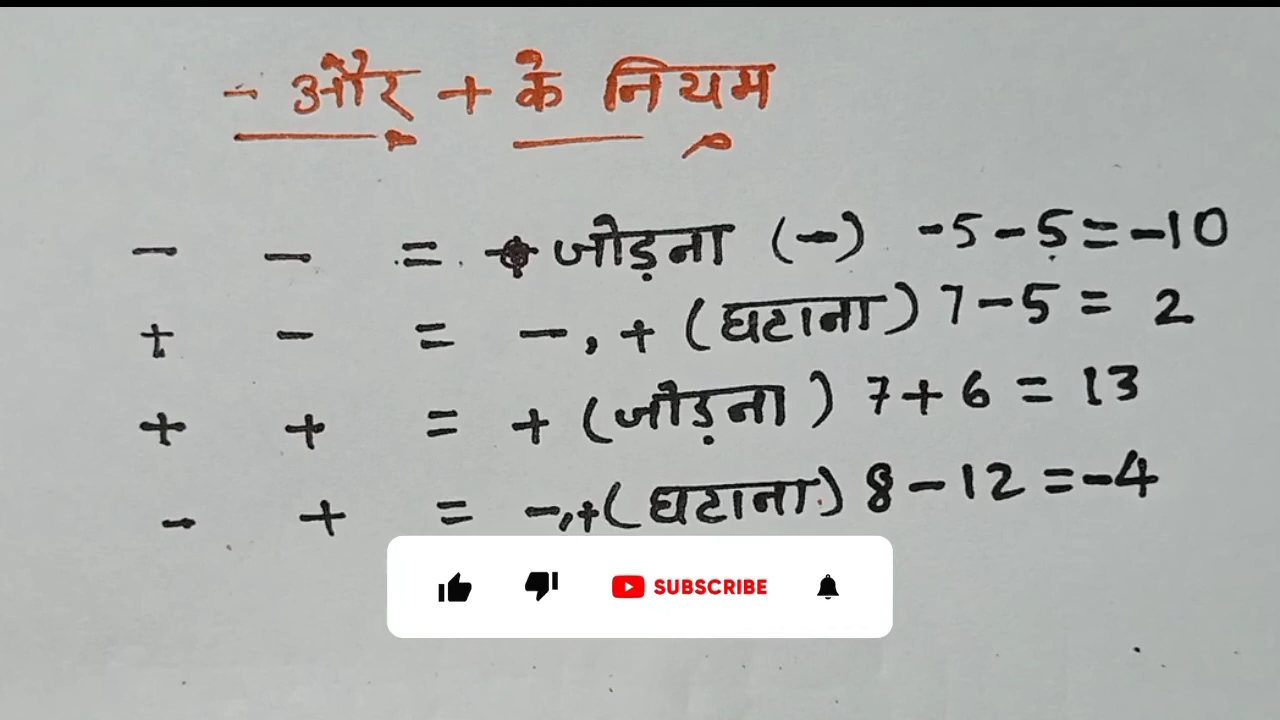 - और + के नियम
- - = जोड़ना (-) -5-5=-10
+ - = -,+ (घटाना) 7-5= 2
+ + = + (जोड़ना) 7+6=13
- + = -,+(घटाना) 8-12=-4
SUBSCRIBE